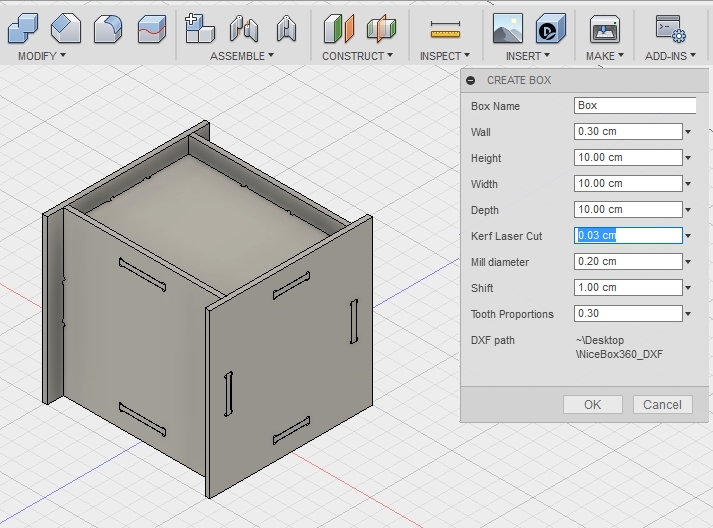 MODIFY ASSEMBLE CONSTRUCT INSPECT INSERT MAKE ADD-INS
CREATE BOX
Box Name Box
Wall 0.30 cm
Height 10.00 cm
Width 10.00 cm
Depth 10.00 cm
Kerf Laser Cut 0.03 cm
Mill diameter 0.20 cm
Shift 1.00 cm
Tooth Proportions 0.30
DXF path ~\Desktop
\NiceBox360_DXF
OK Cancel